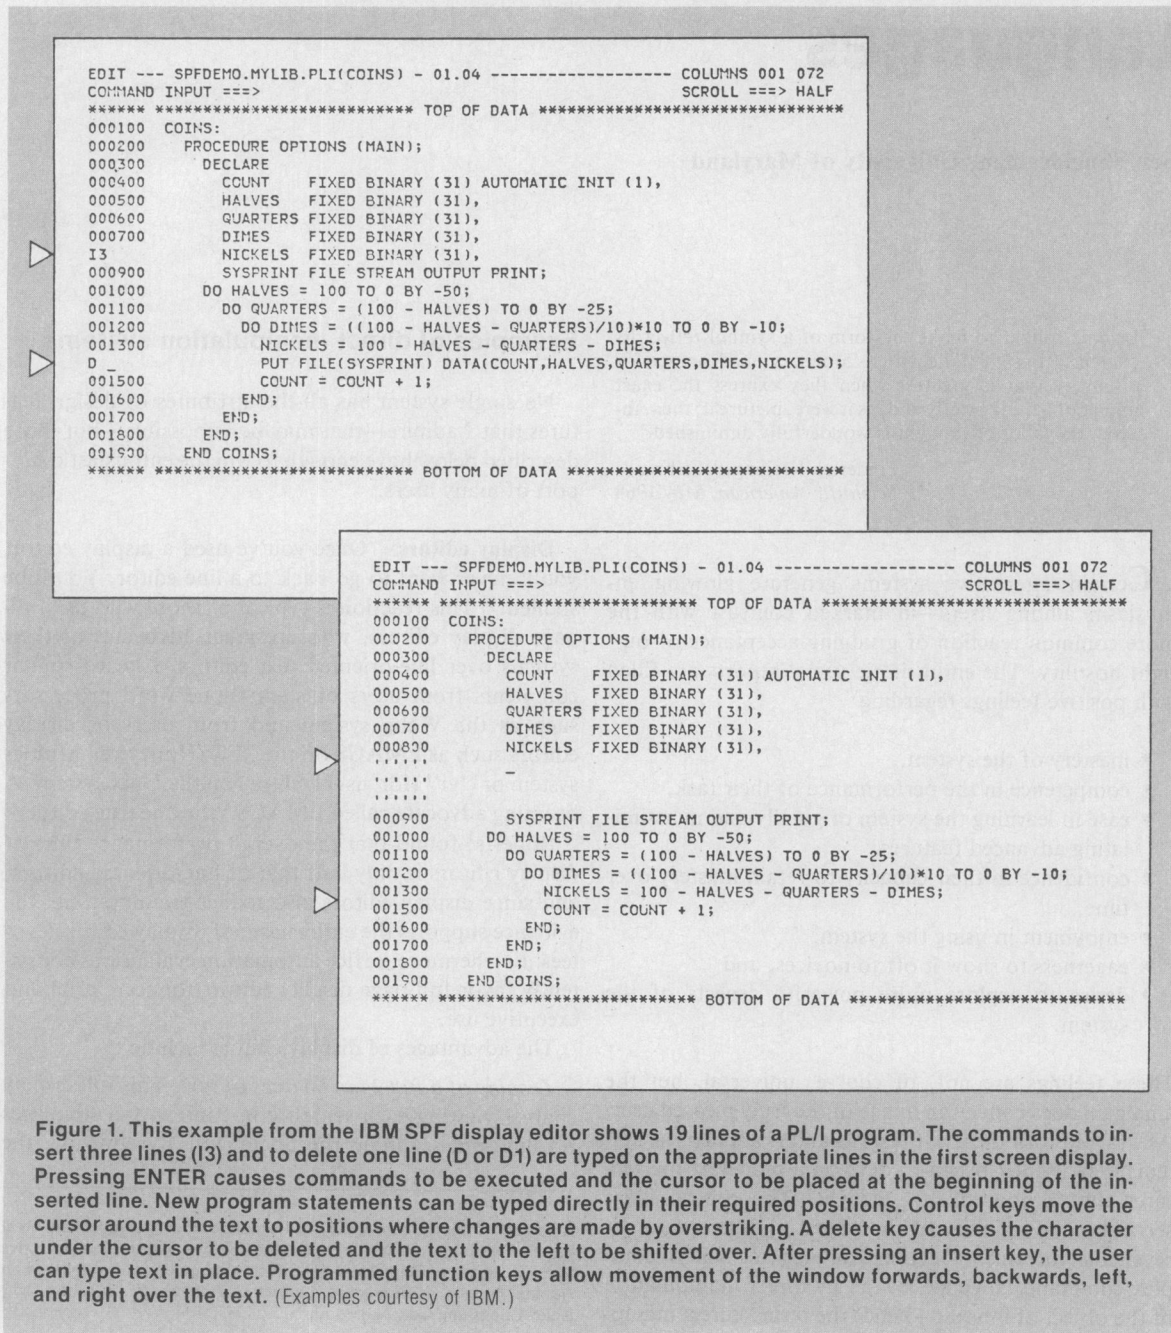 EDIT --- SPFDEMO.MYLIB.PLI(COINS) - 01.04 ------------------- COLUMNS 001 072
COMMAND INPUT ===> SCROLL ===> HALF
****** *************************** TOP OF DATA ********************************
000100 COINS:
000200 PROCEDURE OPTIONS (MAIN);
000300 DECLARE
000400 COUNT FIXED BINARY (31) AUTOMATIC INIT (1),
000500 HALVES FIXED BINARY (31),
000600 QUARTERS FIXED BINARY (31),
000700 DIMES FIXED BINARY (31),
I3 NICKELS FIXED BINARY (31),
000900 SYSPRINT FILE STREAM OUTPUT PRINT;
001000 DO HALVES = 100 TO 0 BY -50;
001100 DO QUARTERS = (100 - HALVES) TO 0 BY -25;
001200 DO DIMES = ((100 - HALVES - QUARTERS)/10)*10 TO 0 BY -10;
001300 NICKELS = 100 - HALVES - QUARTERS - DIMES;
D _ PUT FILE(SYSPRINT) DATA(COUNT,HALVES,QUARTERS,DIMES,NICKELS);
001500 COUNT = COUNT + 1;
001600 END;
001700 END;
001800 END;
001900 END COINS;
****** *************************** BOTTOM OF DATA *****************************
EDIT --- SPFDEMO.MYLIB.PLI(COINS) - 01.04 ------------------- COLUMNS 001 072
COMMAND INPUT ===> SCROLL ===> HALF
****** *************************** TOP OF DATA ********************************
000100 COINS:
000200 PROCEDURE OPTIONS (MAIN);
000300 DECLARE
000400 COUNT FIXED BINARY (31) AUTOMATIC INIT (1),
000500 HALVES FIXED BINARY (31),
000600 QUARTERS FIXED BINARY (31),
000700 DIMES FIXED BINARY (31),
000800 NICKELS FIXED BINARY (31),
'''''' _
''''''
''''''
000900 SYSPRINT FILE STREAM OUTPUT PRINT;
001000 DO HALVES = 100 TO 0 BY -50;
001100 DO QUARTERS = (100 - HALVES) TO 0 BY -25;
001200 DO DIMES = ((100 - HALVES - QUARTERS)/10)*10 TO 0 BY -10;
001300 NICKELS = 100 - HALVES - QUARTERS - DIMES;
001500 COUNT = COUNT + 1;
001600 END;
001700 END;
001800 END;
001900 END COINS;
****** *************************** BOTTOM OF DATA *****************************
Figure 1. This example from the IBM SPF display editor shows 19 lines of a PL/I program. The commands to in-
sert three lines (I3) and to delete one line (D or D1) are typed on the appropriate lines in the first screen display.
Pressing ENTER causes commands to be executed and the cursor to be placed at the beginning of the in-
serted line. New program statements can be typed directly in their required positions. Control keys move the
cursor around the text to positions where changes are made by overstriking. A delete key causes the character
under the cursor to be deleted and the text to the left to be shifted over. After pressing an insert key, the user
can type text in place. Programmed function keys allow movement of the window forwards, backwards, left,
and right over the text. (Examples courtesy of IBM.)